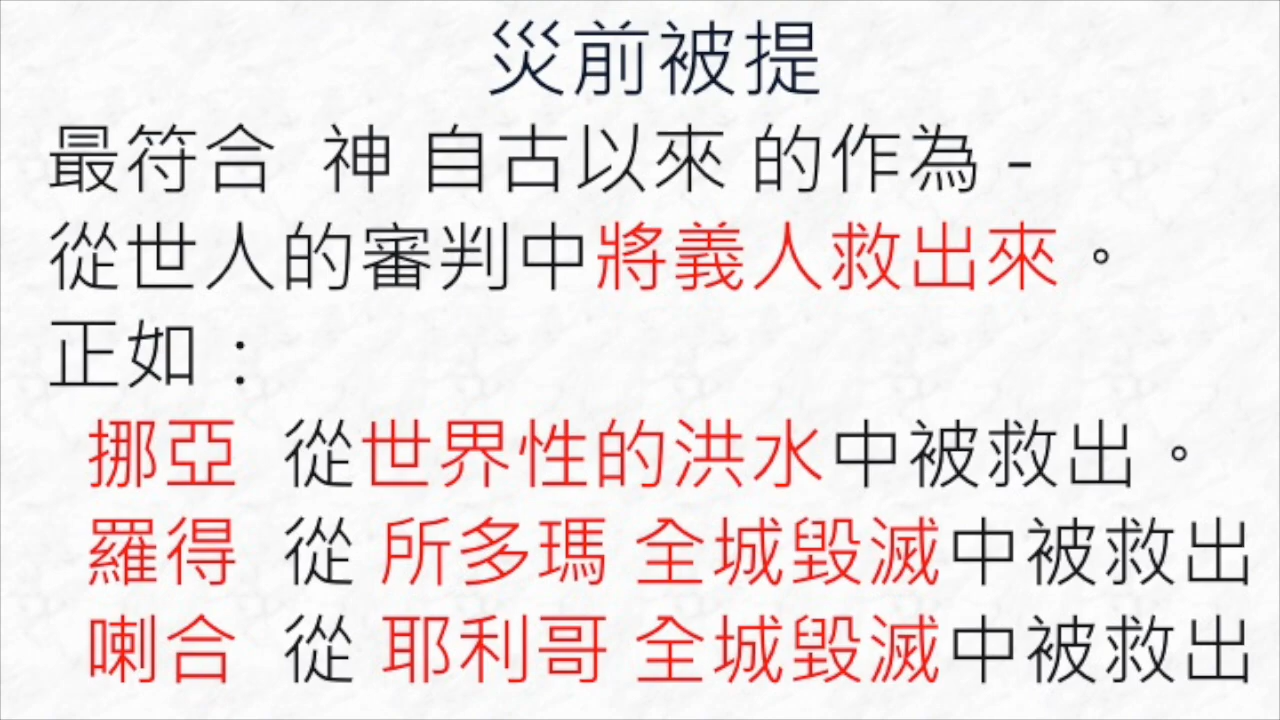 災前被提
最符合 神 自古以來 的作為 -
從世人的審判中將義人救出來。
正如：
挪亞 從世界性的洪水中被救出。
羅得 從 所多瑪 全城毀滅中被救出
喇合 從 耶利哥 全城毀滅中被救出